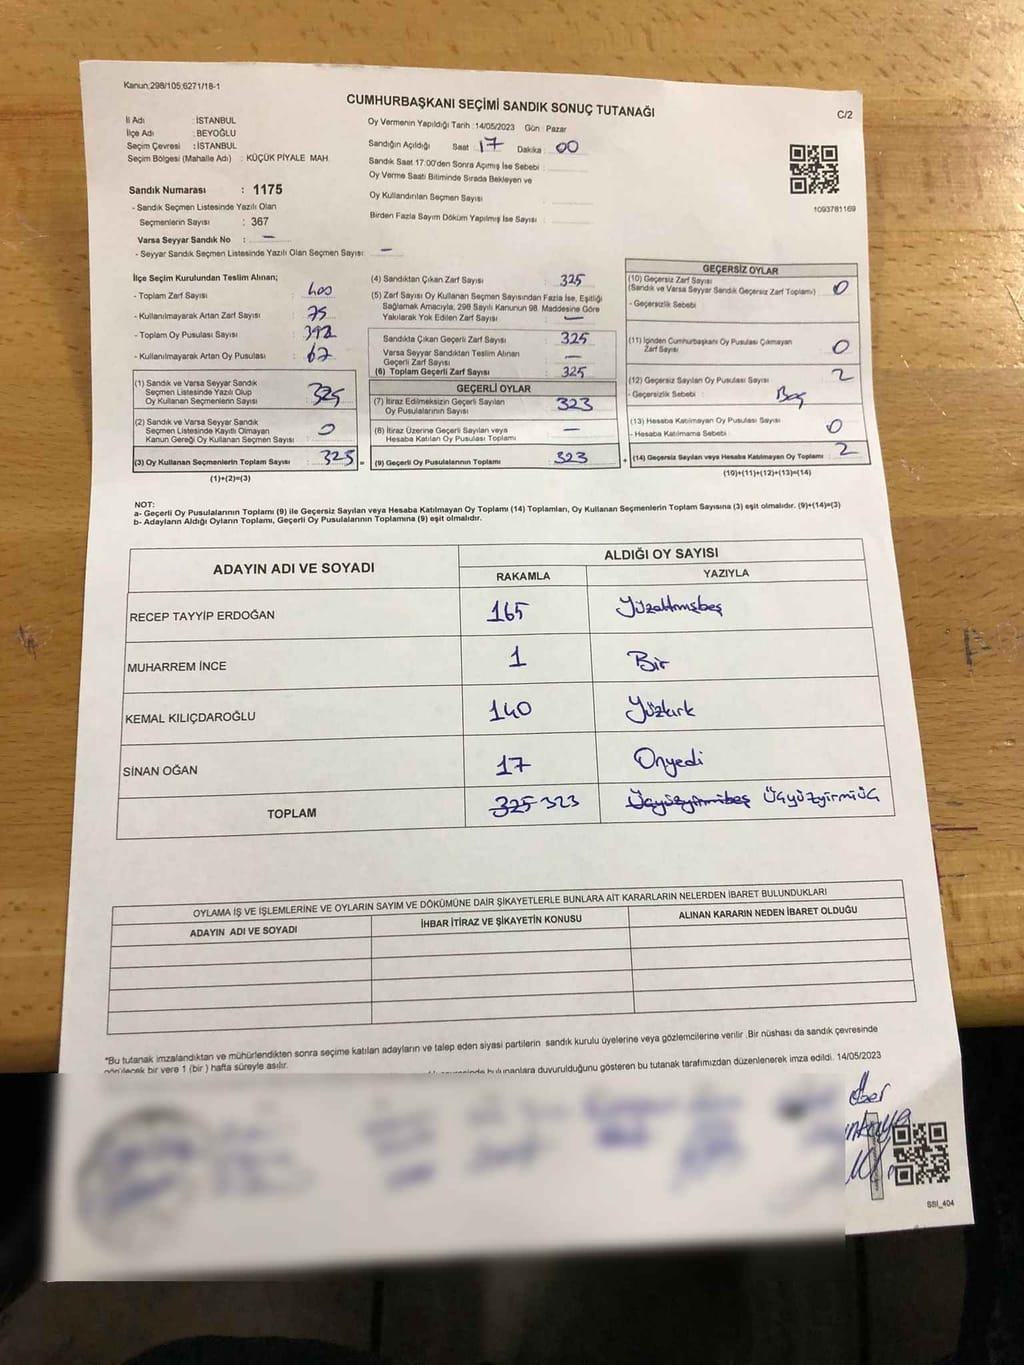 Kanun:298/105;6271/18-1
CUMHURBAŞKANI SEÇİMİ SANDIK SONUÇ TUTANAĞI
C/2
İl Adı : İSTANBUL
İlçe Adı : BEYOĞLU
Seçim Çevresi : İSTANBUL
Seçim Bölgesi (Mahalle Adı) : KÜÇÜK PİYALE MAH.
Oy Vermenin Yapıldığı Tarih : 14/05/2023 Gün : Pazar
Sandığın Açıldığı Saat 17 Dakika 00
Sandık Saat 17:00'den Sonra Açımış İse Sebebi :
Oy Verme Saati Bitiminde Sırada Bekleyen ve
Oy Kullandırılan Seçmen Sayısı :
Birden Fazla Sayım Döküm Yapılmış İse Sayısı :
1093781169
Sandık Numarası : 1175
- Sandık Seçmen Listesinde Yazılı Olan
Seçmenlerin Sayısı : 367
Varsa Seyyar Sandık No : –
- Seyyar Sandık Seçmen Listesinde Yazılı Olan Seçmen Sayısı: –
İlçe Seçim Kurulundan Teslim Alınan;
- Toplam Zarf Sayısı : 400
- Kullanılmayarak Artan Zarf Sayısı : 75
- Toplam Oy Pusulası Sayısı : 392
- Kullanılmayarak Artan Oy Pusulası : 67
(1) Sandık ve Varsa Seyyar Sandık
Seçmen Listesinde Yazılı Olup
Oy Kullanan Seçmenlerin Sayısı : 325
(2) Sandık ve Varsa Seyyar Sandık
Seçmen Listesinde Kayıtlı Olmayan
Kanun Gereği Oy Kullanan Seçmen Sayısı : 0
(3) Oy Kullanan Seçmenlerin Toplam Sayısı : 325
(1)+(2)=(3)
(4) Sandıktan Çıkan Zarf Sayısı : 325
(5) Zarf Sayısı Oy Kullanan Seçmen Sayısından Fazla İse, Eşitliği
Sağlamak Amacıyla, 298 Sayılı Kanunun 98. Maddesine Göre
Yakılarak Yok Edilen Zarf Sayısı : –
Sandıkta Çıkan Geçerli Zarf Sayısı : 325
Varsa Seyyar Sandıktan Teslim Alınan
Geçerli Zarf Sayısı : –
(6) Toplam Geçerli Zarf Sayısı : 325
GEÇERLİ OYLAR
(7) İtiraz Edilmeksizin Geçerli Sayılan
Oy Pusulalarının Sayısı : 323
(8) İtiraz Üzerine Geçerli Sayılan veya
Hesaba Katılan Oy Pusulası Toplamı : –
= (9) Geçerli Oy Pusulalarının Toplamı : 323
GEÇERSİZ OYLAR
(10) Geçersiz Zarf Sayısı
(Sandık ve Varsa Seyyar Sandık Geçersiz Zarf Toplamı) : 0
- Geçersizlik Sebebi :
(11) İçinden Cumhurbaşkanı Oy Pusulası Çıkmayan
Zarf Sayısı : 0
(12) Geçersiz Sayılan Oy Pusulası Sayısı : 2
- Geçersizlik Sebebi : Boş
(13) Hesaba Katılmayan Oy Pusulası Sayısı : 0
- Hesaba Katılmama Sebebi :
+ (14) Geçersiz Sayılan veya Hesaba Katılmayan Oy Toplamı : 2
(10)+(11)+(12)+(13)=(14)
NOT:
a- Geçerli Oy Pusulalarının Toplamı (9) ile Geçersiz Sayılan veya Hesaba Katılmayan Oy Toplamı (14) Toplamları, Oy Kullanan Seçmenlerin Toplam Sayısına (3) eşit olmalıdır. (9)+(14)=(3)
b- Adayların Aldığı Oyların Toplamı, Geçerli Oy Pusulalarının Toplamına (9) eşit olmalıdır.
ADAYIN ADI VE SOYADI
ALDIĞI OY SAYISI
RAKAMLA YAZIYLA
RECEP TAYYİP ERDOĞAN 165 Yüzaltmışbeş
MUHARREM İNCE 1 Bir
KEMAL KILIÇDAROĞLU 140 Yüzkırk
SİNAN OĞAN 17 Onyedi
TOPLAM 325 323 Üçyüzyirmibeş Üçyüzyirmiüç
OYLAMA İŞ VE İŞLEMLERİNE VE OYLARIN SAYIM VE DÖKÜMÜNE DAİR ŞİKAYETLERLE BUNLARA AİT KARARLARIN NELERDEN İBARET BULUNDUKLARI
ADAYIN ADI VE SOYADI İHBAR İTİRAZ VE ŞİKAYETİN KONUSU ALINAN KARARIN NEDEN İBARET OLDUĞU
*Bu tutanak imzalandıktan ve mühürlendikten sonra seçime katılan adayların ve talep eden siyasi partilerin sandık kurulu üyelerine veya gözlemcilerine verilir .Bir nüshası da sandık çevresinde
görülecek bir yere 1 (bir ) hafta süreyle asılır.
bulunanlara duyurulduğunu gösteren bu tutanak tarafımızdan düzenlenerek imza edildi. 14/05/2023
SSI_404